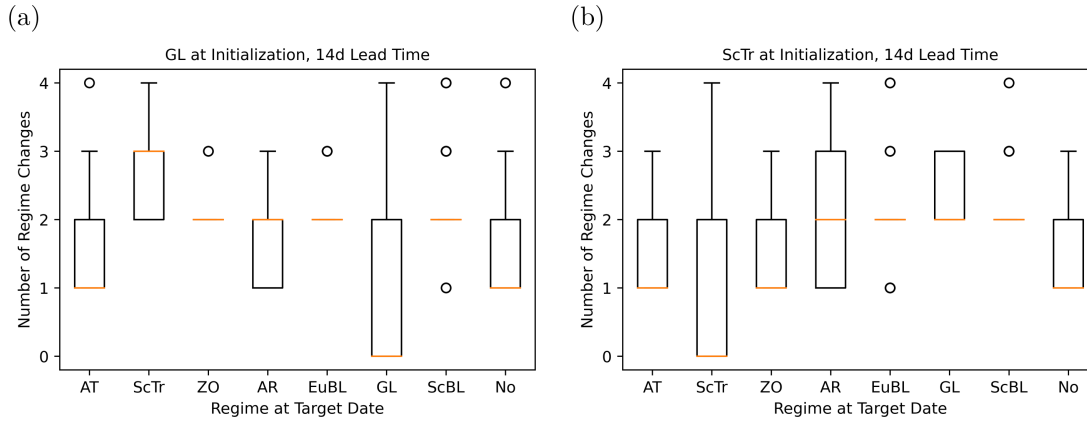 (a)
GL at Initialization, 14d Lead Time
Number of Regime Changes
4
3
2
1
0
AT ScTr ZO AR EuBL GL ScBL No
Regime at Target Date
(b)
ScTr at Initialization, 14d Lead Time
Number of Regime Changes
4
3
2
1
0
AT ScTr ZO AR EuBL GL ScBL No
Regime at Target Date